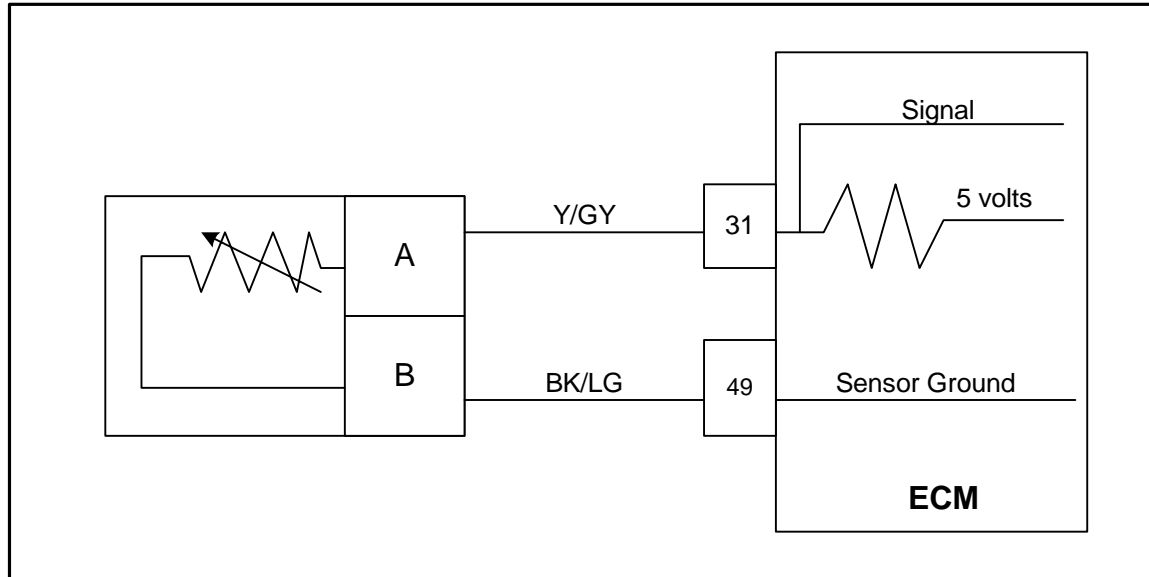 Signal
5 volts
Y/GY
31
A
B
BK/LG
49
Sensor Ground
ECM